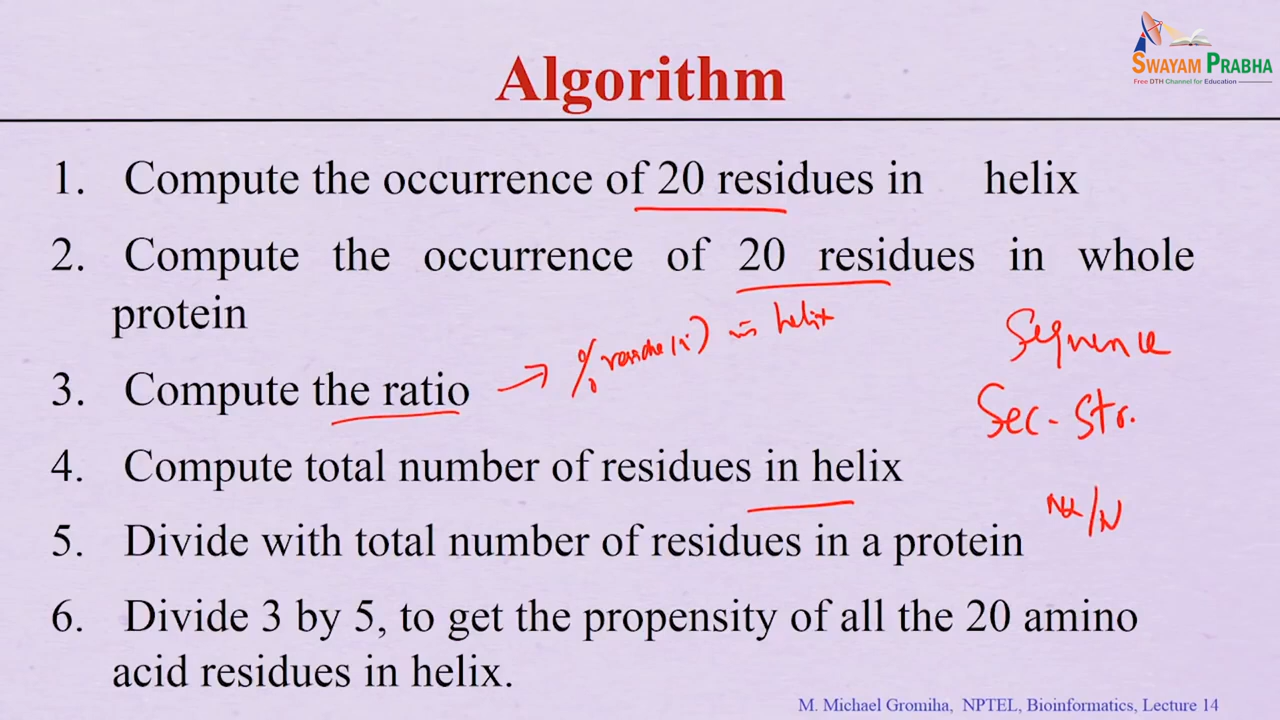 SWAYAM PRABHA
Free DTH Channel for Education
Algorithm
1. Compute the occurrence of 20 residues in helix
2. Compute the occurrence of 20 residues in whole
protein
% residue(i) in helix
Sequence
3. Compute the ratio
Sec. Str.
4. Compute total number of residues in helix
Nα/N
5. Divide with total number of residues in a protein
6. Divide 3 by 5, to get the propensity of all the 20 amino
acid residues in helix.
M. Michael Gromiha, NPTEL, Bioinformatics, Lecture 14